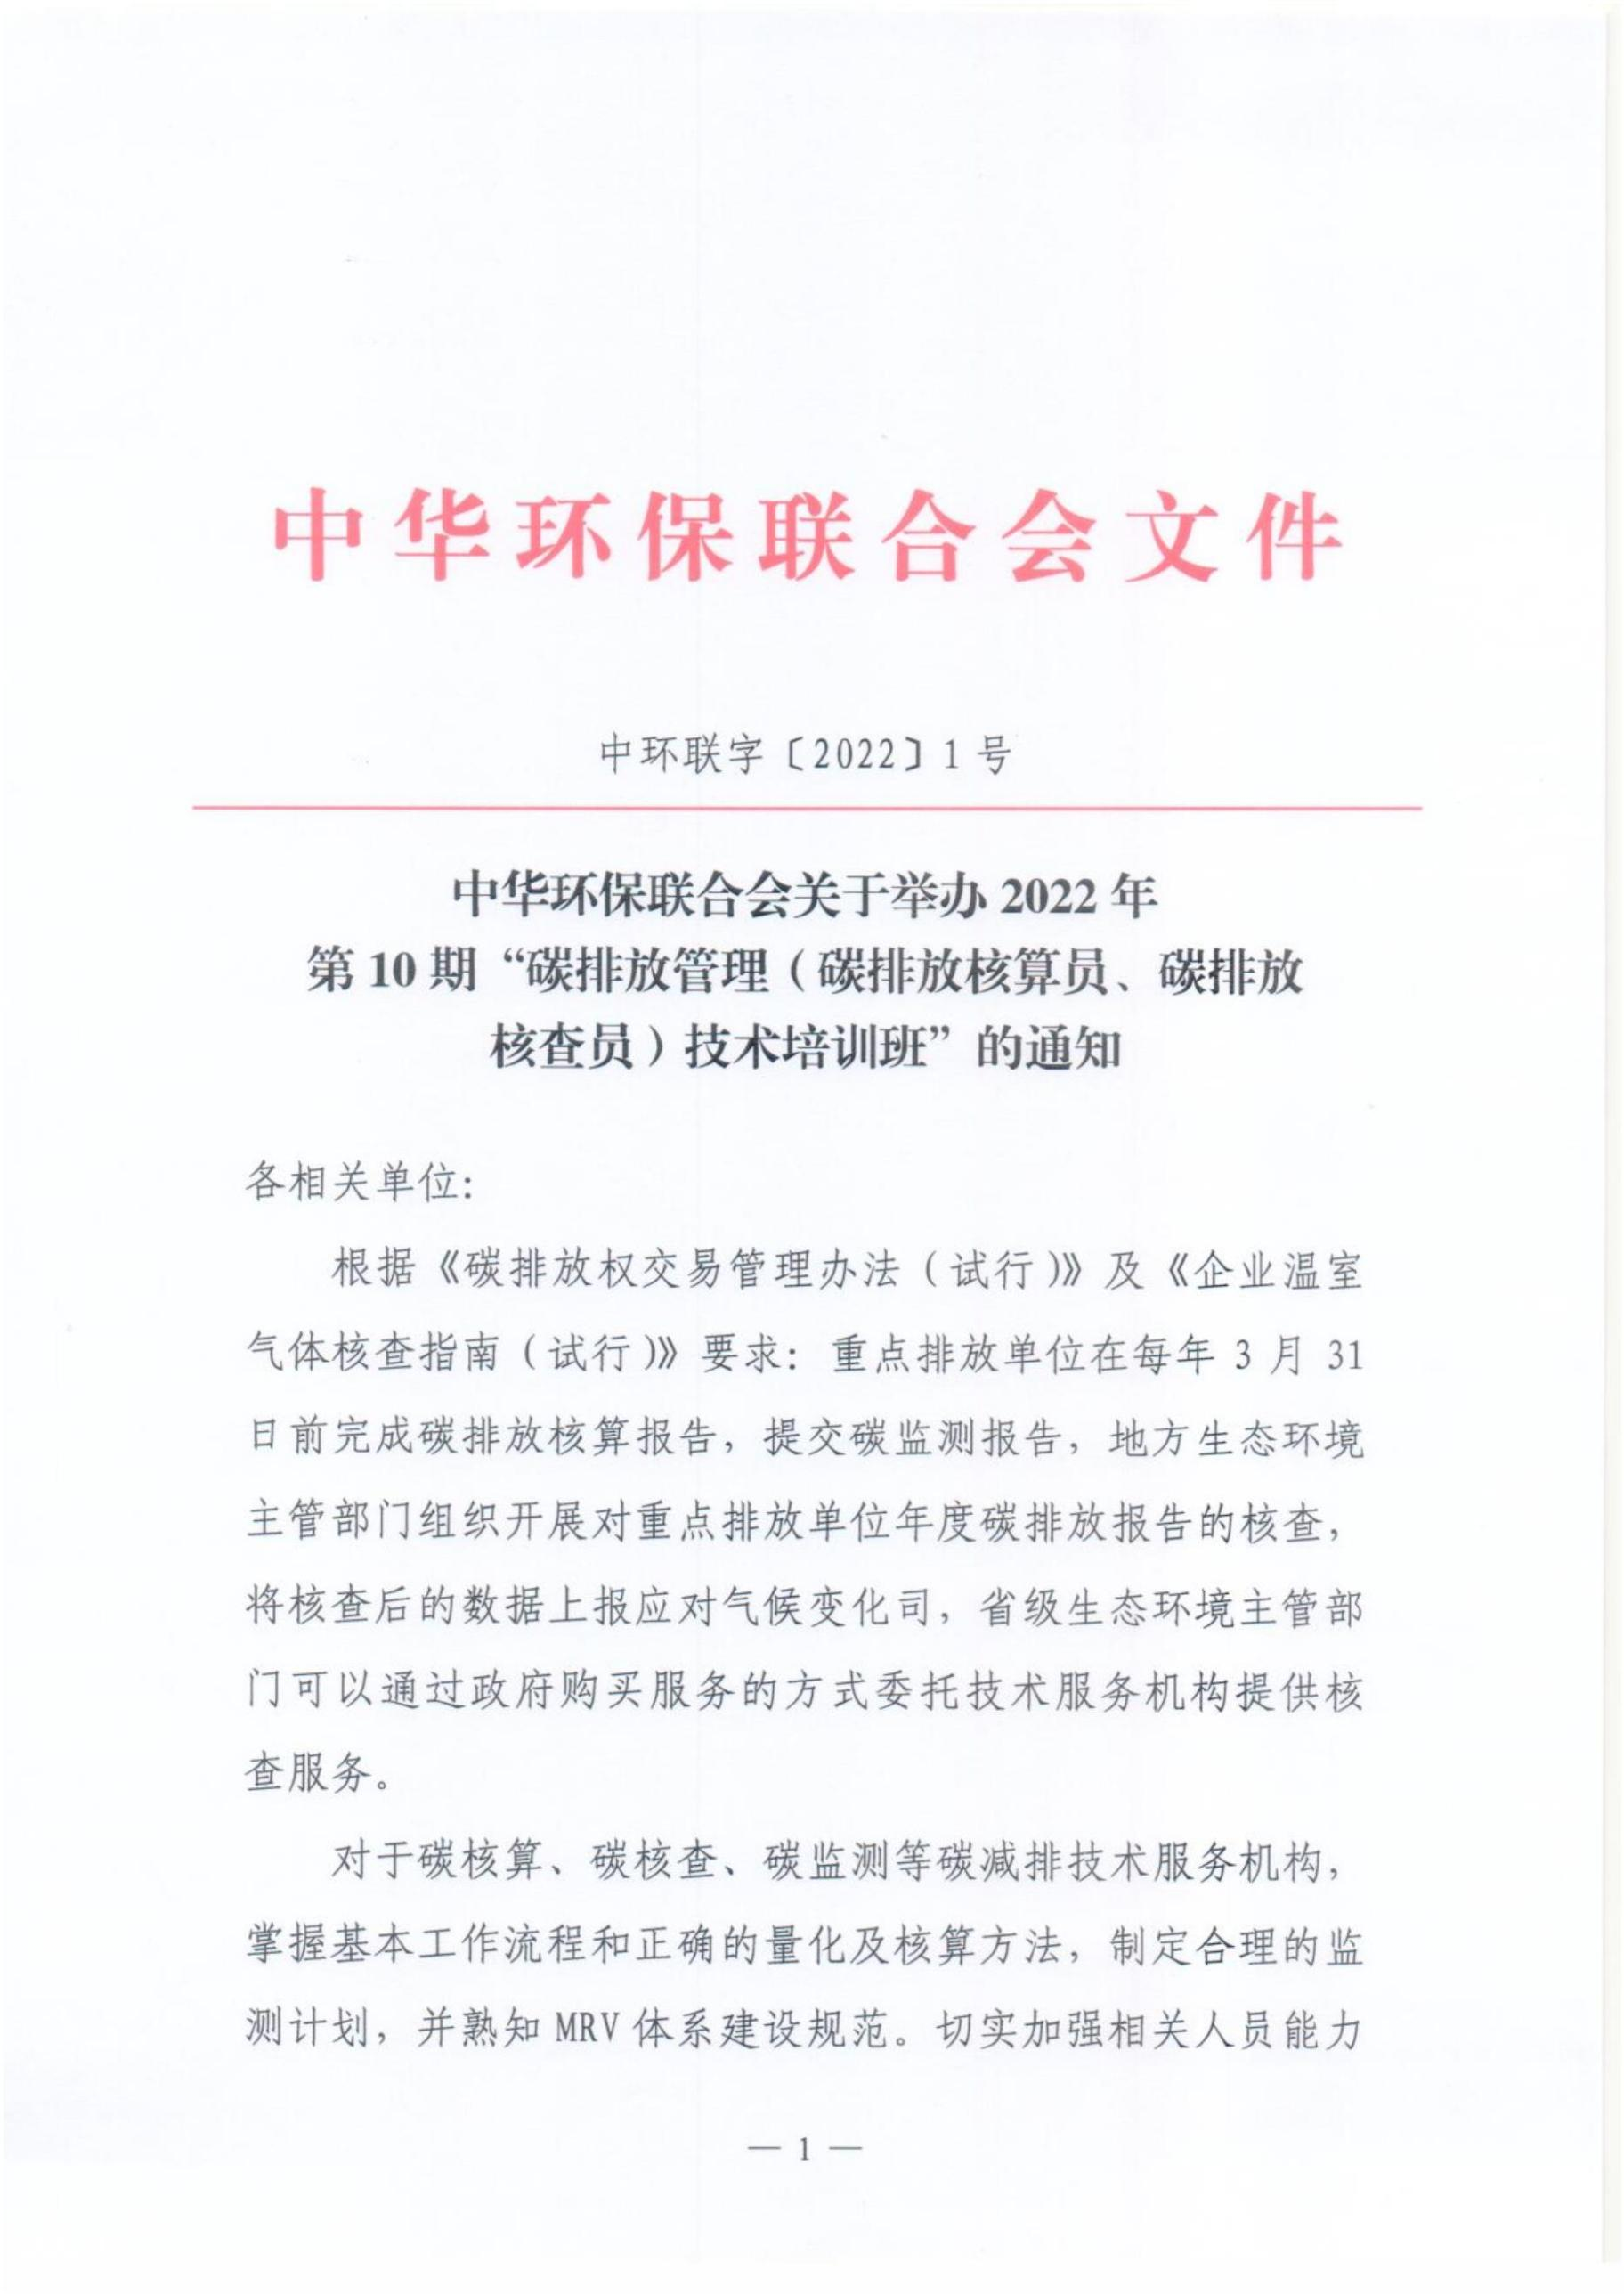 中华环保联合会文件
中环联字〔2022〕1号
中华环保联合会关于举办 2022 年
第 10 期“碳排放管理（碳排放核算员、碳排放
核查员）技术培训班”的通知
各相关单位：
根据《碳排放权交易管理办法（试行）》及《企业温室
气体核查指南（试行）》要求：重点排放单位在每年 3 月 31
日前完成碳排放核算报告，提交碳监测报告，地方生态环境
主管部门组织开展对重点排放单位年度碳排放报告的核查，
将核查后的数据上报应对气候变化司，省级生态环境主管部
门可以通过政府购买服务的方式委托技术服务机构提供核
查服务。
对于碳核算、碳核查、碳监测等碳减排技术服务机构，
掌握基本工作流程和正确的量化及核算方法，制定合理的监
测计划，并熟知 MRV 体系建设规范。切实加强相关人员能力
— 1 —